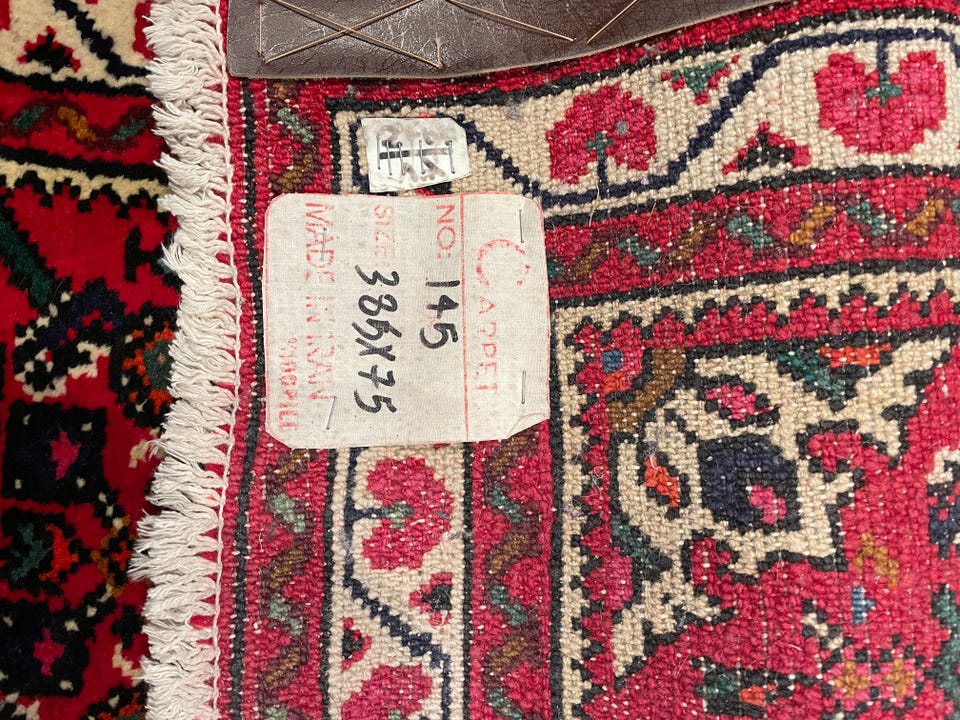 CARPET
NO: 145
SIZE: 385X75
MADE IN IRAN